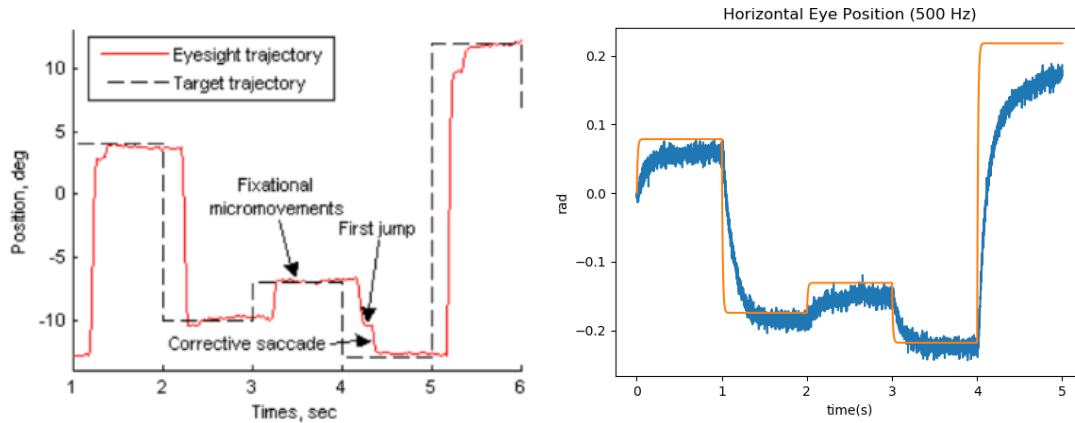 Eyesight trajectory
Target trajectory
10
5
0
-5
-10
Position, deg
Fixational
micromovements
First jump
Corrective saccade
1
2
3
4
5
6
Times, sec
Horizontal Eye Position (500 Hz)
0.2
0.1
0.0
−0.1
−0.2
rad
0
1
2
3
4
5
time(s)